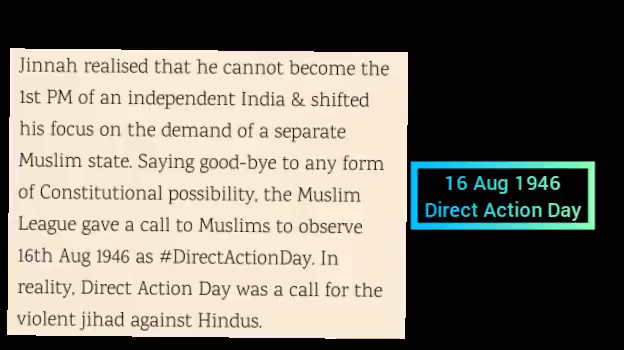 Jinnah realised that he cannot become the
1st PM of an independent India & shifted
his focus on the demand of a separate
Muslim state. Saying good-bye to any form
of Constitutional possibility, the Muslim
League gave a call to Muslims to observe
16th Aug 1946 as #DirectActionDay. In
reality, Direct Action Day was a call for the
violent jihad against Hindus.
16 Aug 1946
Direct Action Day